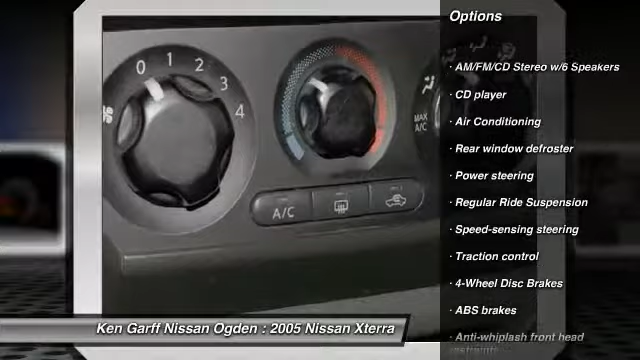 Options
· AM/FM/CD Stereo w/6 Speakers
· CD player
· Air Conditioning
· Rear window defroster
· Power steering
· Regular Ride Suspension
· Speed-sensing steering
· Traction control
· 4-Wheel Disc Brakes
· ABS brakes
· Anti-whiplash front head
restraints
0 1 2 3 4
MAX
A/C
A/C
Ken Garff Nissan Ogden : 2005 Nissan Xterra